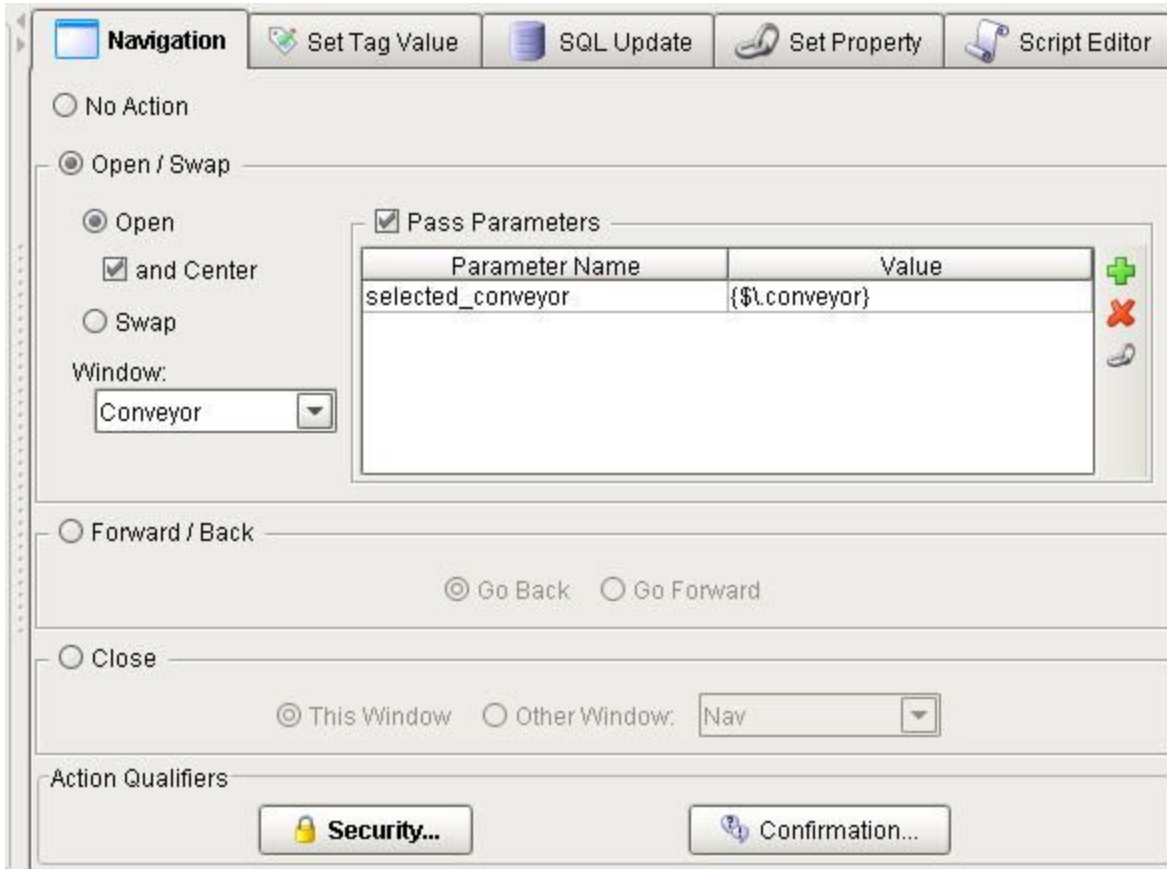 Navigation Set Tag Value SQL Update Set Property Script Editor
No Action
Open / Swap
Open
Pass Parameters
and Center
Parameter Name Value
selected_conveyor {$\.conveyor}
Swap
Window:
Conveyor
Forward / Back
Go Back Go Forward
Close
This Window Other Window: Nav
Action Qualifiers
Security... Confirmation...